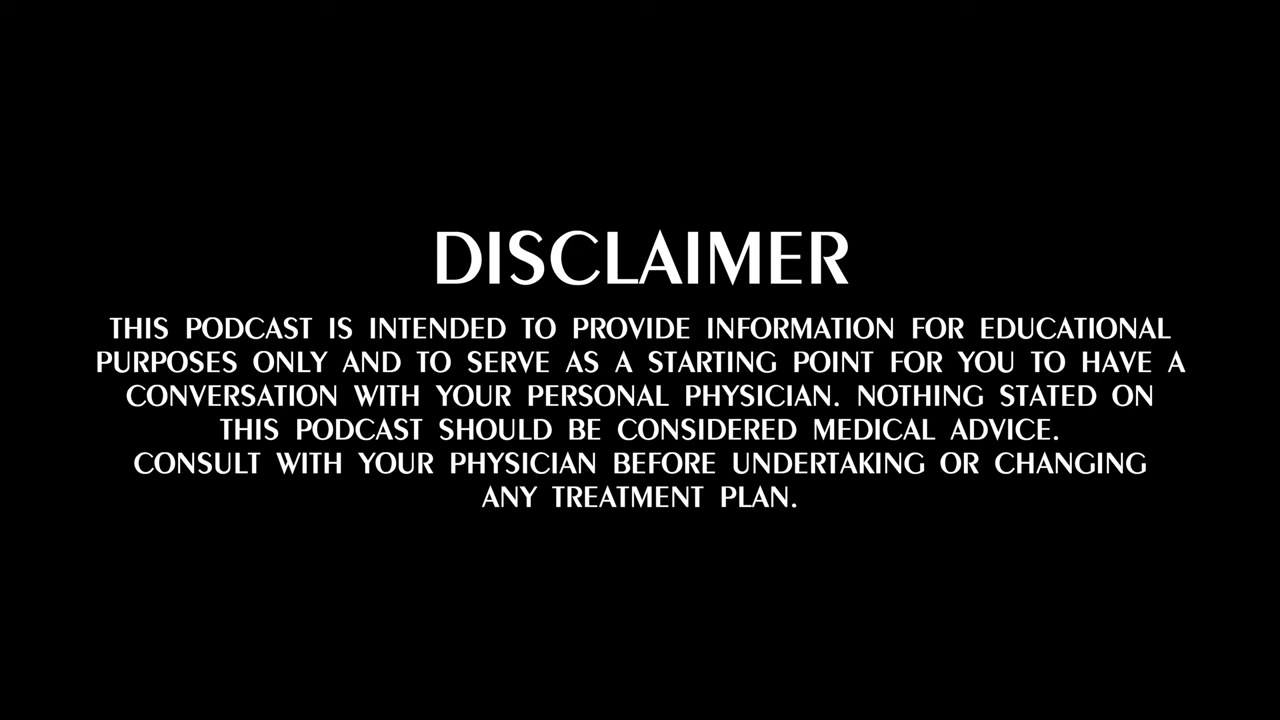 DISCLAIMER
THIS PODCAST IS INTENDED TO PROVIDE INFORMATION FOR EDUCATIONAL
PURPOSES ONLY AND TO SERVE AS A STARTING POINT FOR YOU TO HAVE A
CONVERSATION WITH YOUR PERSONAL PHYSICIAN. NOTHING STATED ON
THIS PODCAST SHOULD BE CONSIDERED MEDICAL ADVICE.
CONSULT WITH YOUR PHYSICIAN BEFORE UNDERTAKING OR CHANGING
ANY TREATMENT PLAN.